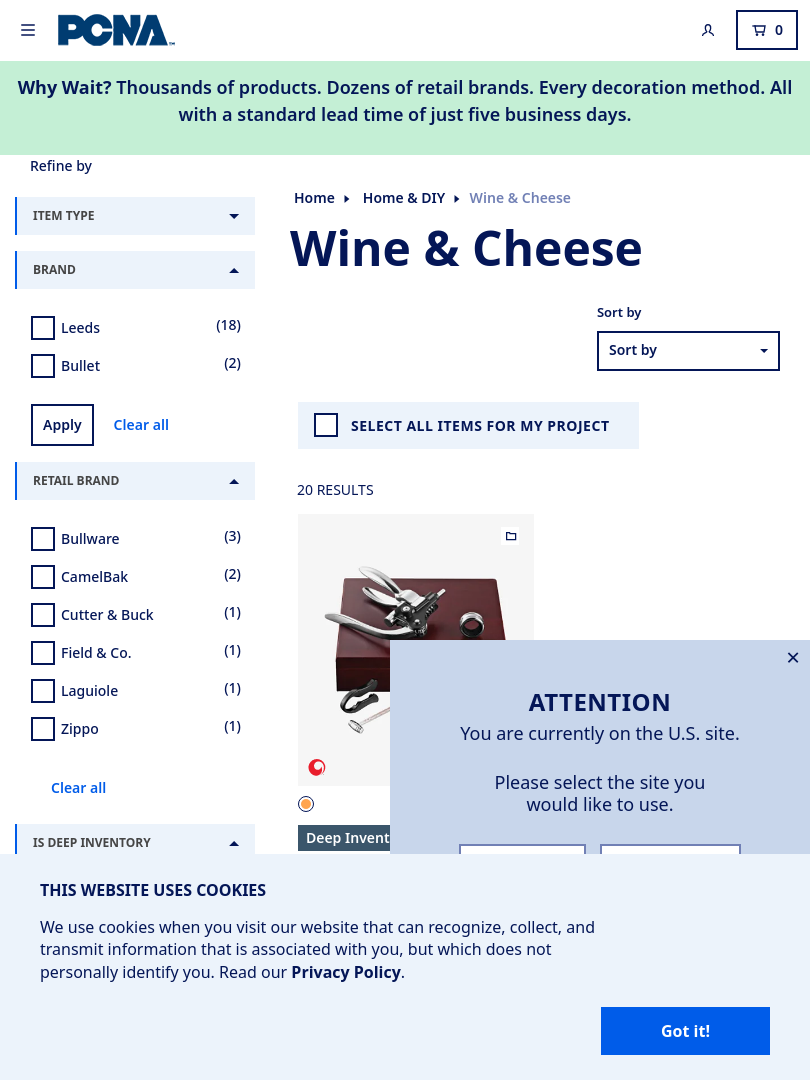 PCNA
0
Why Wait? Thousands of products. Dozens of retail brands. Every decoration method. All
with a standard lead time of just five business days.
Refine by
ITEM TYPE
BRAND
Leeds (18)
Bullet (2)
Apply Clear all
RETAIL BRAND
Bullware (3)
CamelBak (2)
Cutter & Buck (1)
Field & Co. (1)
Laguiole (1)
Zippo (1)
Clear all
IS DEEP INVENTORY
Home Home & DIY Wine & Cheese
Wine & Cheese
Sort by
Sort by
SELECT ALL ITEMS FOR MY PROJECT
20 RESULTS
Deep Invent
ATTENTION
You are currently on the U.S. site.
Please select the site you
would like to use.
THIS WEBSITE USES COOKIES
We use cookies when you visit our website that can recognize, collect, and
transmit information that is associated with you, but which does not
personally identify you. Read our Privacy Policy.
Got it!